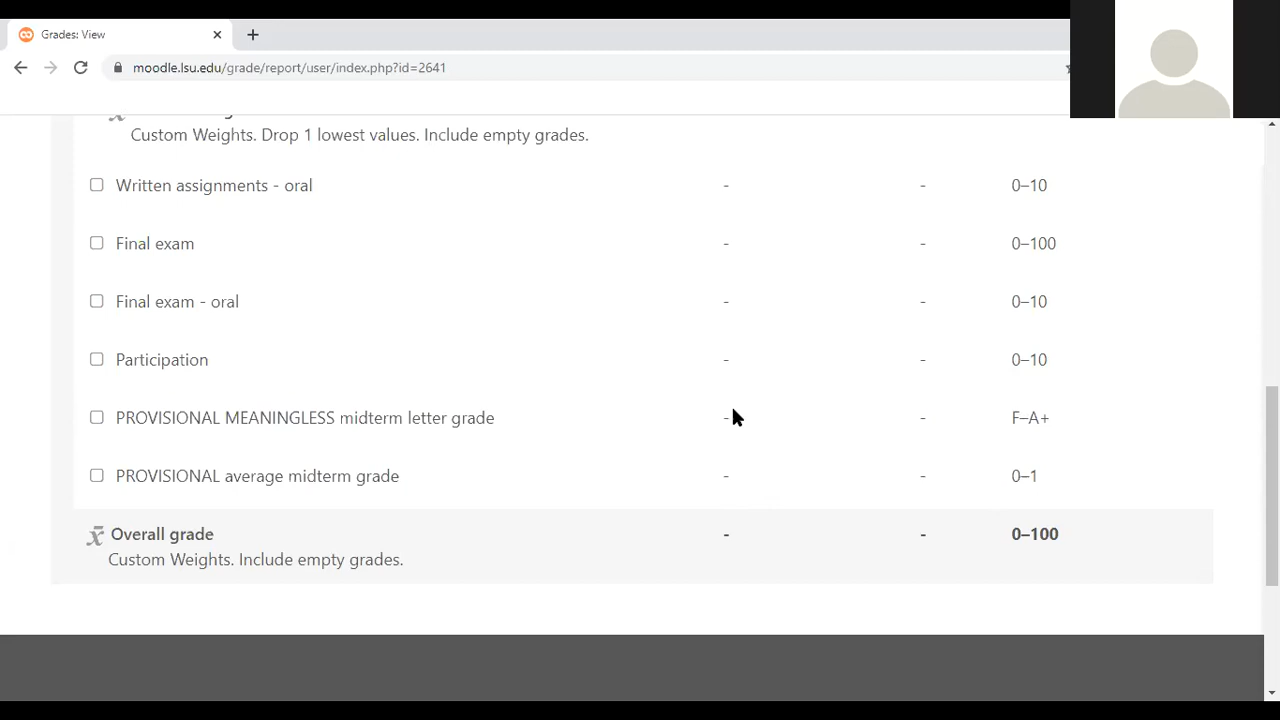 Grades: View
moodle.lsu.edu/grade/report/user/index.php?id=2641
Custom Weights. Drop 1 lowest values. Include empty grades.
Written assignments - oral - - 0–10
Final exam - - 0–100
Final exam - oral - - 0–10
Participation - - 0–10
PROVISIONAL MEANINGLESS midterm letter grade - - F–A+
PROVISIONAL average midterm grade - - 0–1
x̄ Overall grade - - 0–100
Custom Weights. Include empty grades.